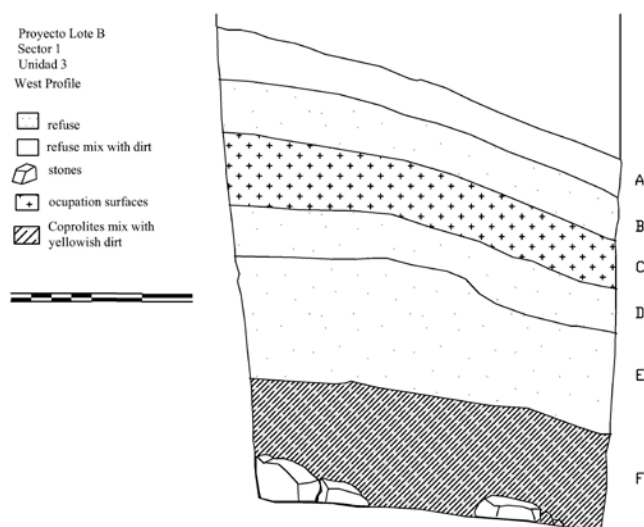 Proyecto Lote B
Sector 1
Unidad 3
West Profile
refuse
refuse mix with dirt
stones
ocupation surfaces
Coprolites mix with
yellowish dirt
A
B
C
D
E
F